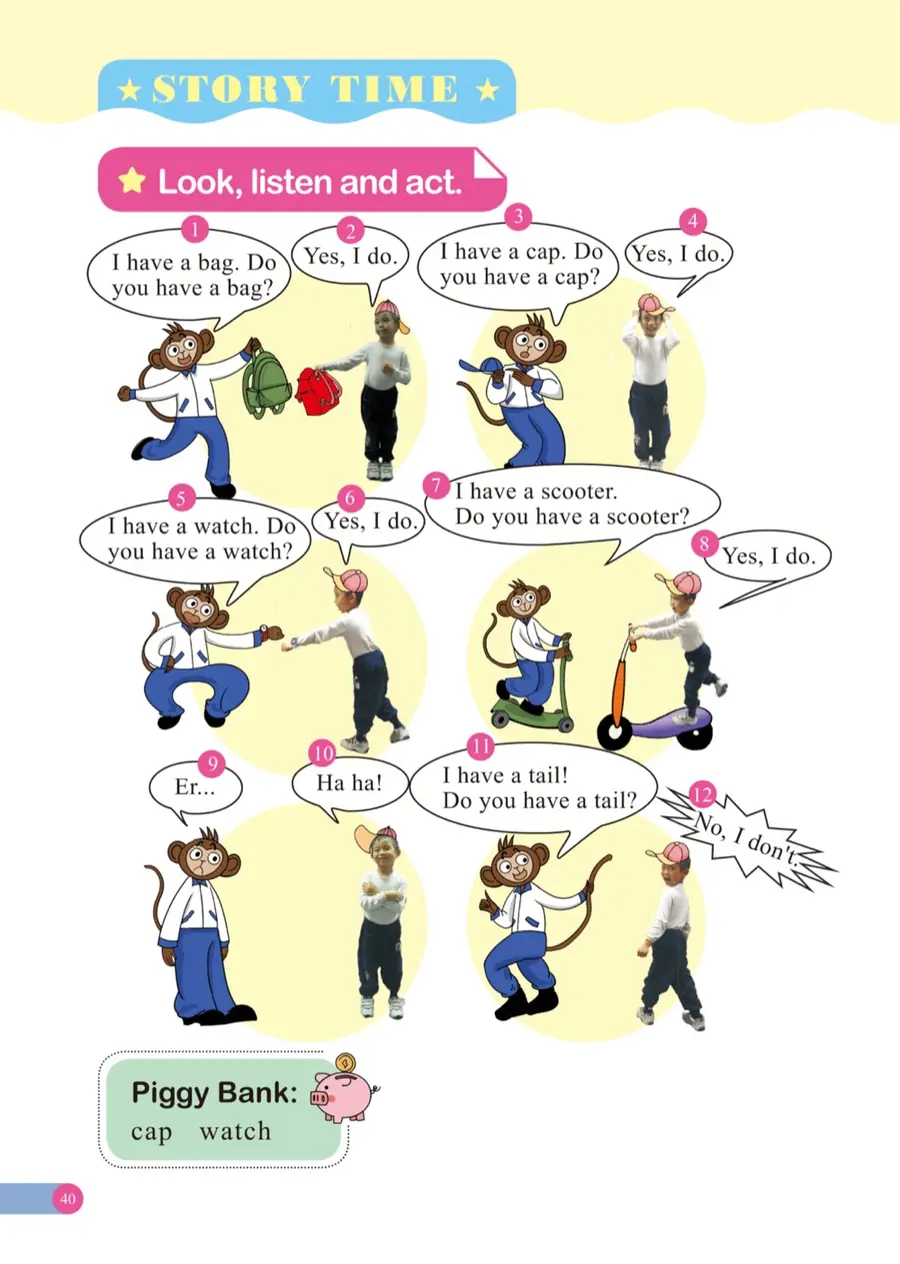 STORY TIME
Look, listen and act.
1
I have a bag. Do
you have a bag?
2
Yes, I do.
3
I have a cap. Do
you have a cap?
4
Yes, I do.
5
I have a watch. Do
you have a watch?
6
Yes, I do.
7
I have a scooter.
Do you have a scooter?
8
Yes, I do.
9
Er...
10
Ha ha!
11
I have a tail!
Do you have a tail?
12
No, I don't.
Piggy Bank:
cap watch
40